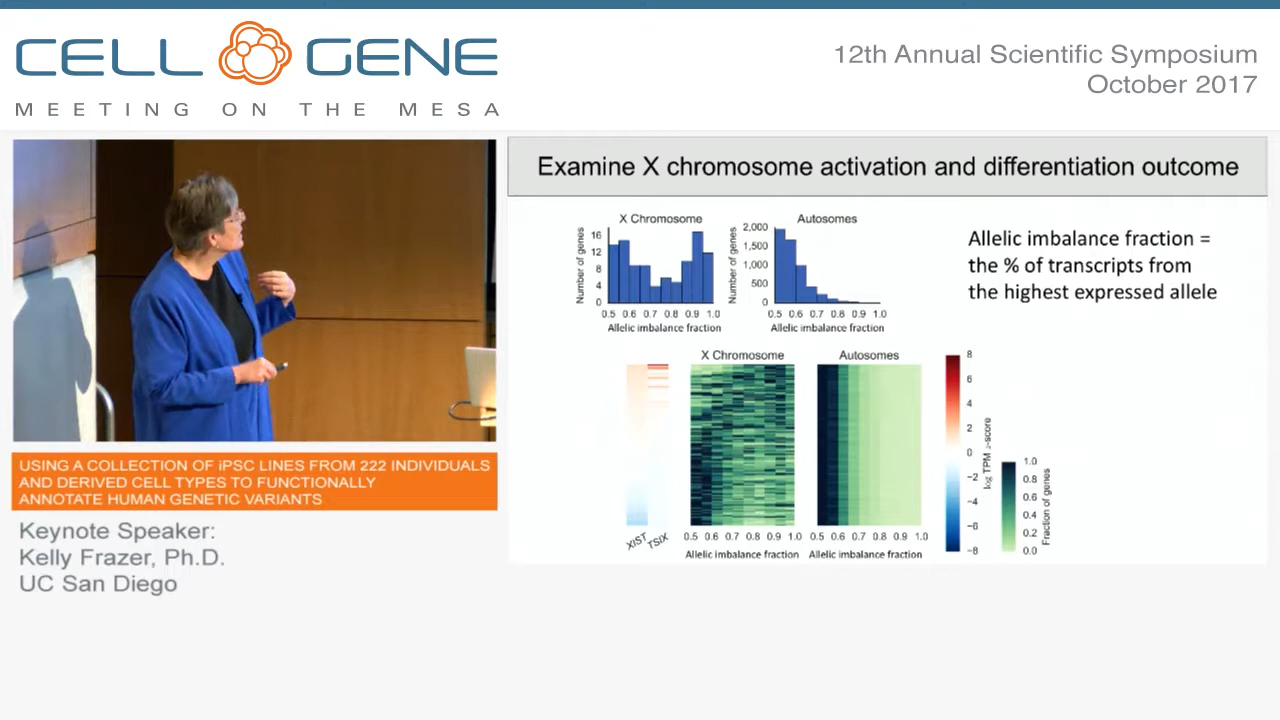 CELL GENE
MEETING ON THE MESA
12th Annual Scientific Symposium
October 2017
USING A COLLECTION OF iPSC LINES FROM 222 INDIVIDUALS
AND DERIVED CELL TYPES TO FUNCTIONALLY
ANNOTATE HUMAN GENETIC VARIANTS
Keynote Speaker:
Kelly Frazer, Ph.D.
UC San Diego
Examine X chromosome activation and differentiation outcome
X Chromosome
Number of genes
16
12
8
4
0
0.5 0.6 0.7 0.8 0.9 1.0
Allelic imbalance fraction
Autosomes
Number of genes
2,000
1,500
1,000
500
0
0.5 0.6 0.7 0.8 0.9 1.0
Allelic imbalance fraction
Allelic imbalance fraction =
the % of transcripts from
the highest expressed allele
XIST
TSIX
X Chromosome
0.5 0.6 0.7 0.8 0.9 1.0
Allelic imbalance fraction
Autosomes
0.5 0.6 0.7 0.8 0.9 1.0
Allelic imbalance fraction
8
6
4
2
0
−2
−4
−6
−8
log TPM z-score
1.0
0.8
0.6
0.4
0.2
0.0
Fraction of genes